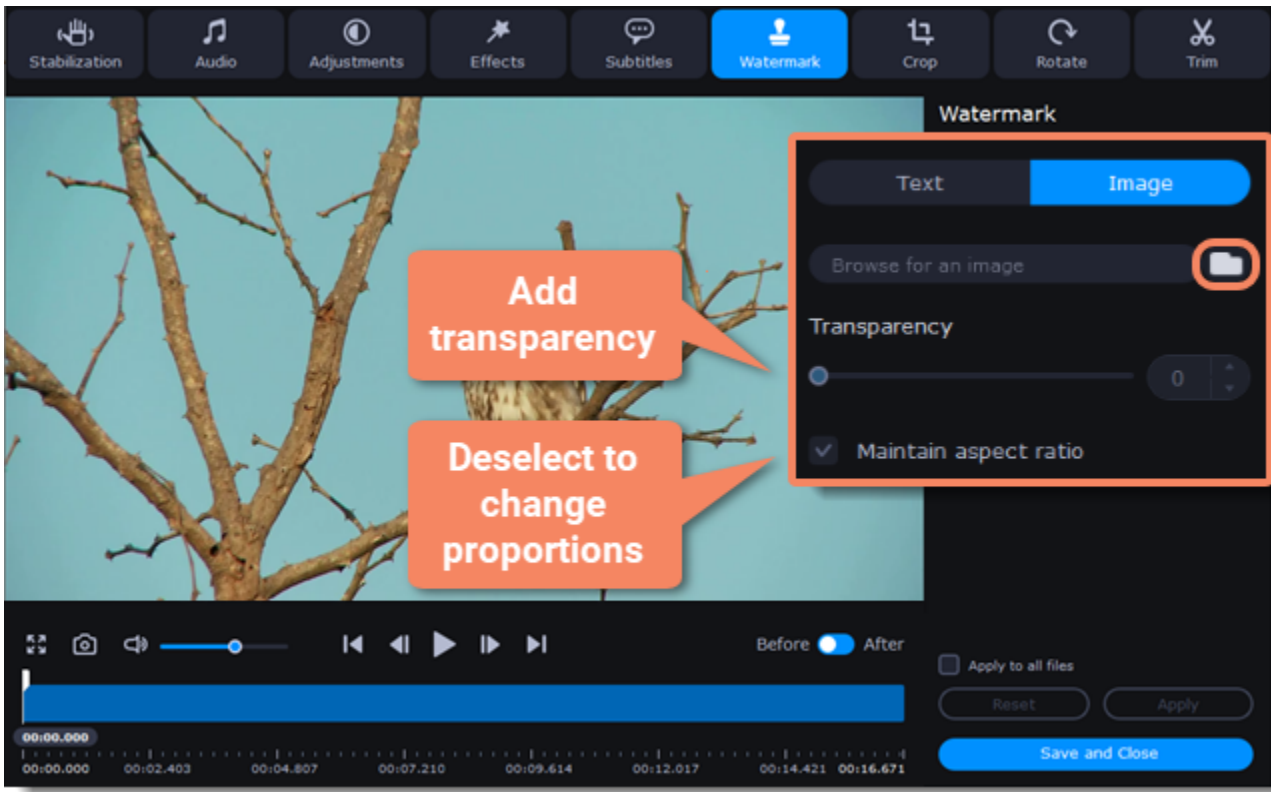 Stabilization
Audio
Adjustments
Effects
Subtitles
Watermark
Crop
Rotate
Trim
Watermark
Text
Image
Browse for an image
Add
transparency
Transparency
0
Deselect to
change
proportions
Maintain aspect ratio
Before
After
Apply to all files
Reset
Apply
Save and Close
00:00.000
00:00.000
00:02.403
00:04.807
00:07.210
00:09.614
00:12.017
00:14.421
00:16.671